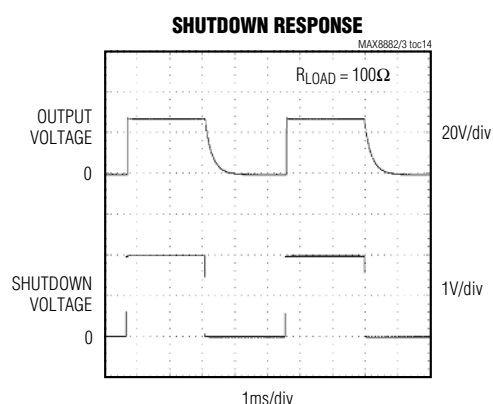 SHUTDOWN RESPONSE
MAX8882/3 toc14
RLOAD = 100Ω
OUTPUT
VOLTAGE
0
20V/div
SHUTDOWN
VOLTAGE
0
1V/div
1ms/div